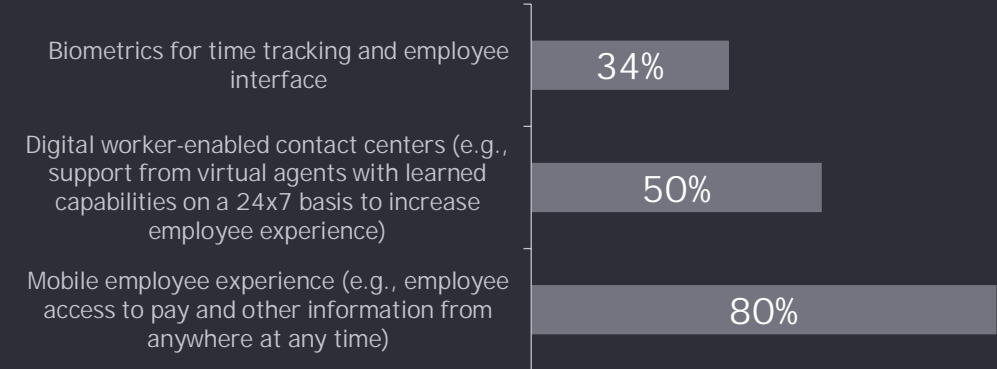 Biometrics for time tracking and employee
interface
34%
Digital worker-enabled contact centers (e.g.,
support from virtual agents with learned
capabilities on a 24x7 basis to increase
employee experience)
50%
Mobile employee experience (e.g., employee
access to pay and other information from
anywhere at any time)
80%